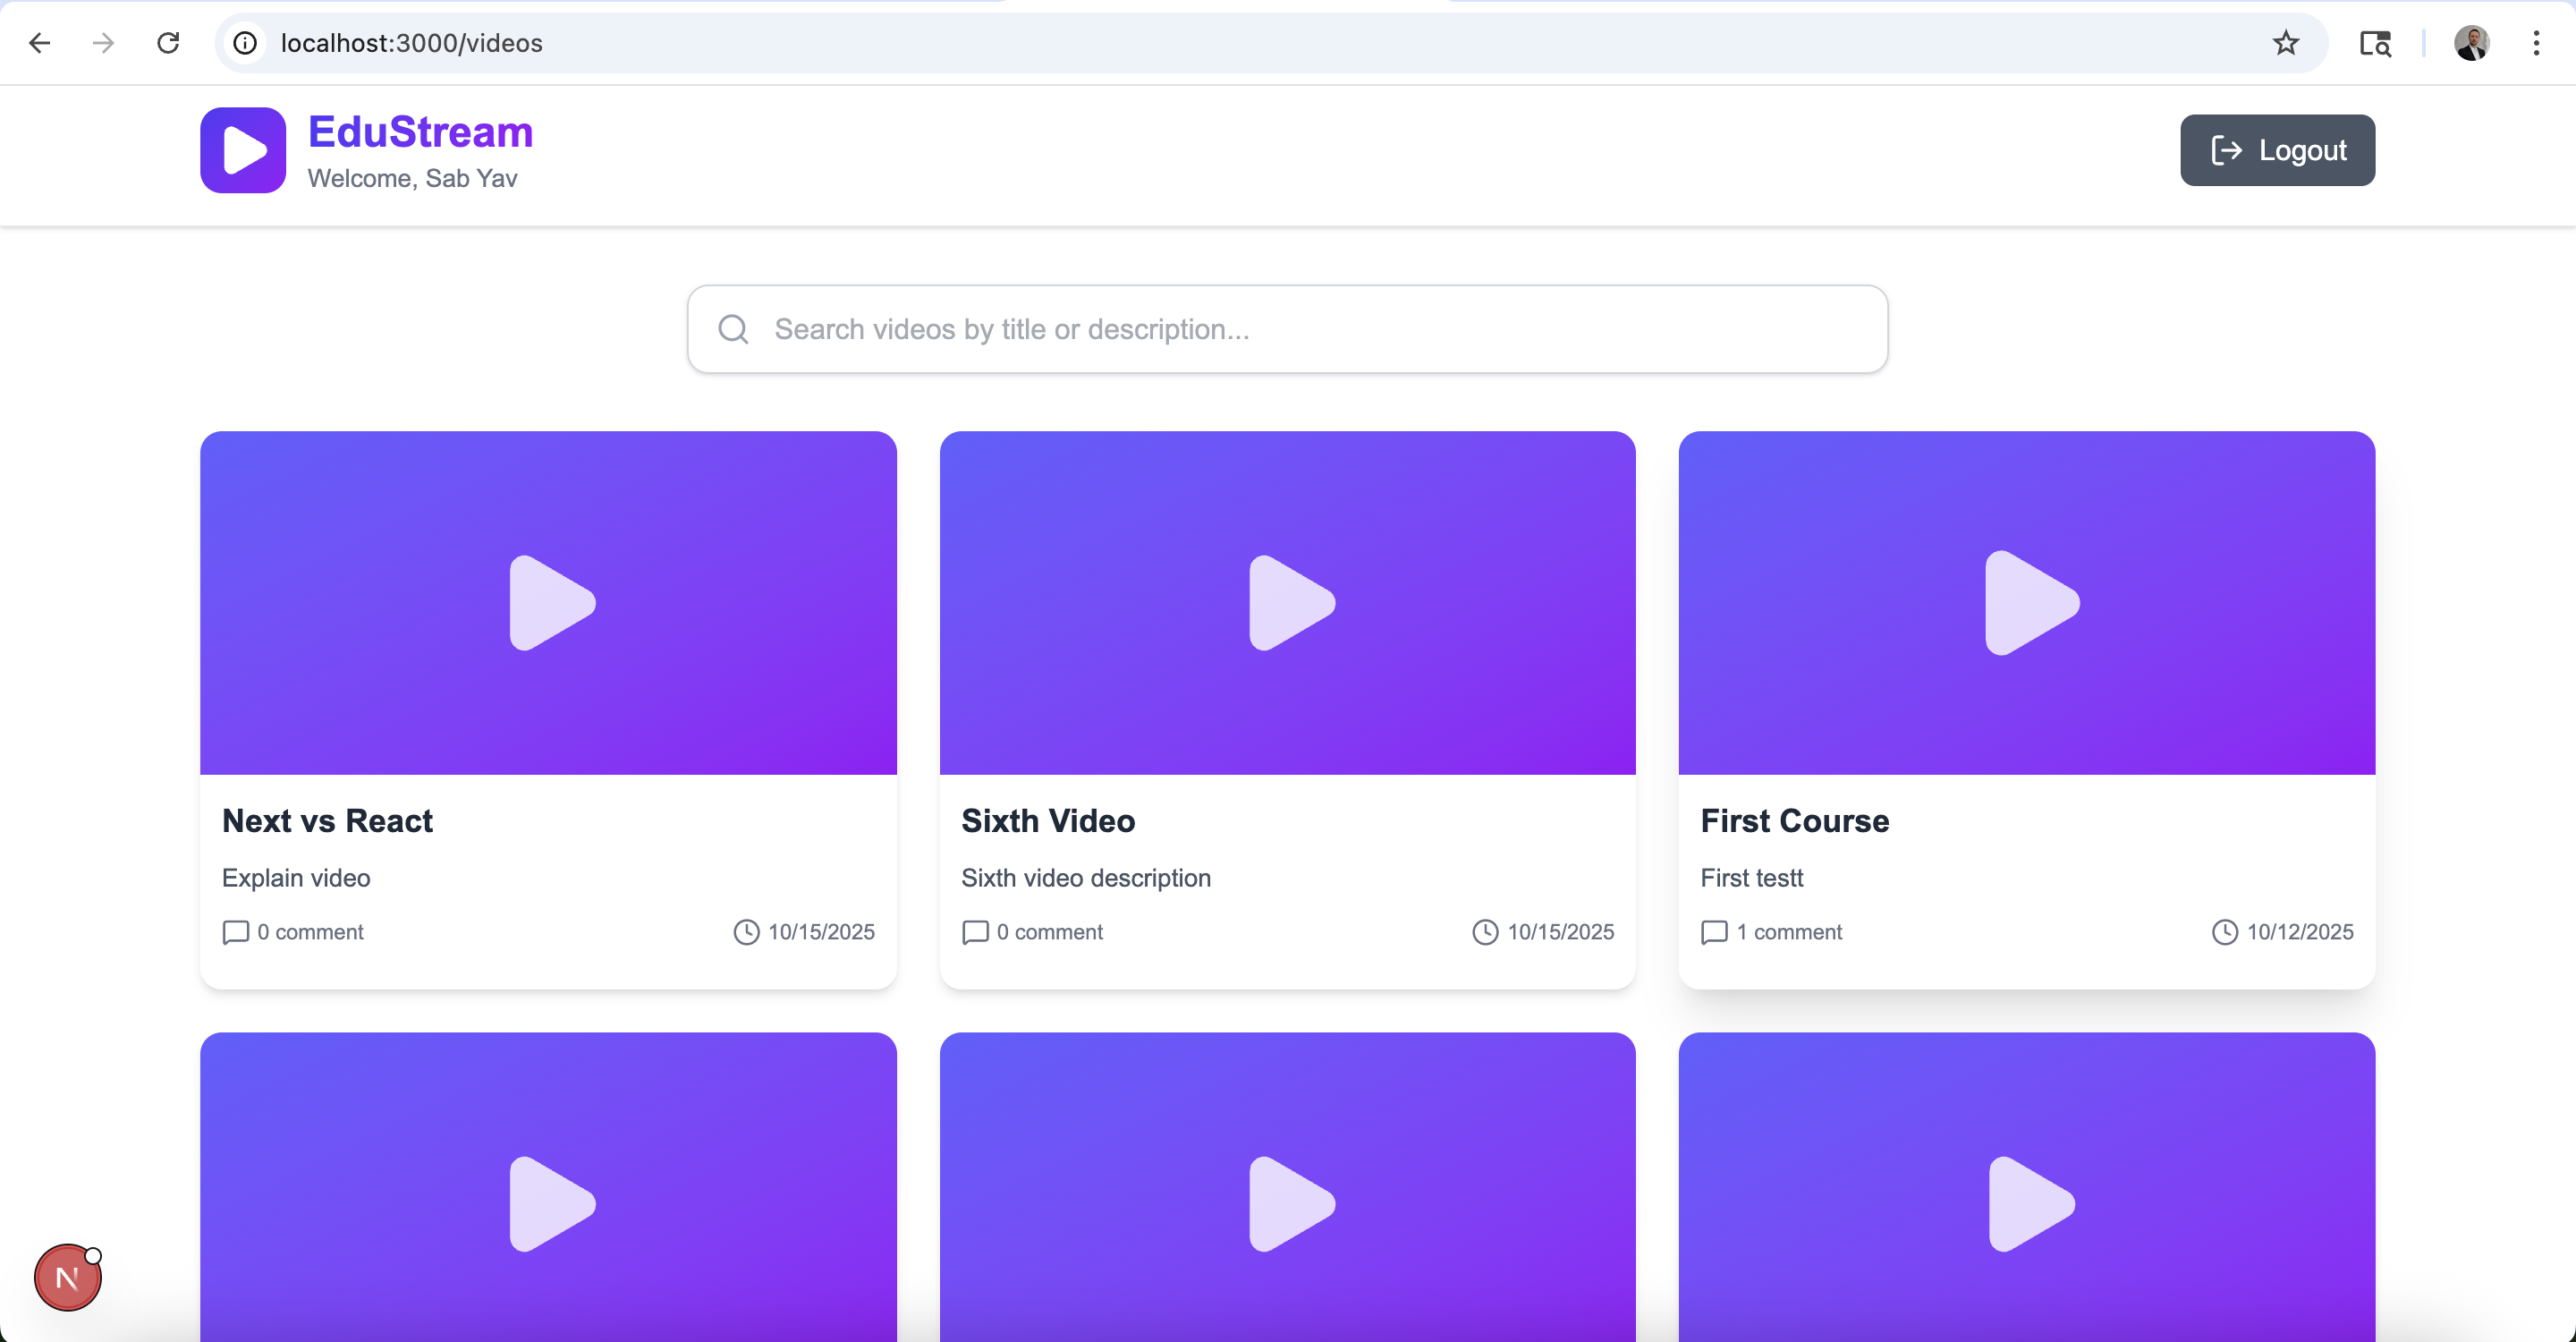 localhost:3000/videos
EduStream
Welcome, Sab Yav
Logout
Search videos by title or description...
Next vs React
Explain video
0 comment
10/15/2025
Sixth Video
Sixth video description
0 comment
10/15/2025
First Course
First testt
1 comment
10/12/2025
N